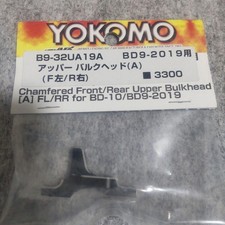 YOKOMO
B9-32UA19A BD9-2019用
アッパー バルクヘッド(A)
(F左/R右) ■ 3300
Chamfered Front/Rear Upper Bulkhead
[A] FL/RR for BD-10/BD9-2019